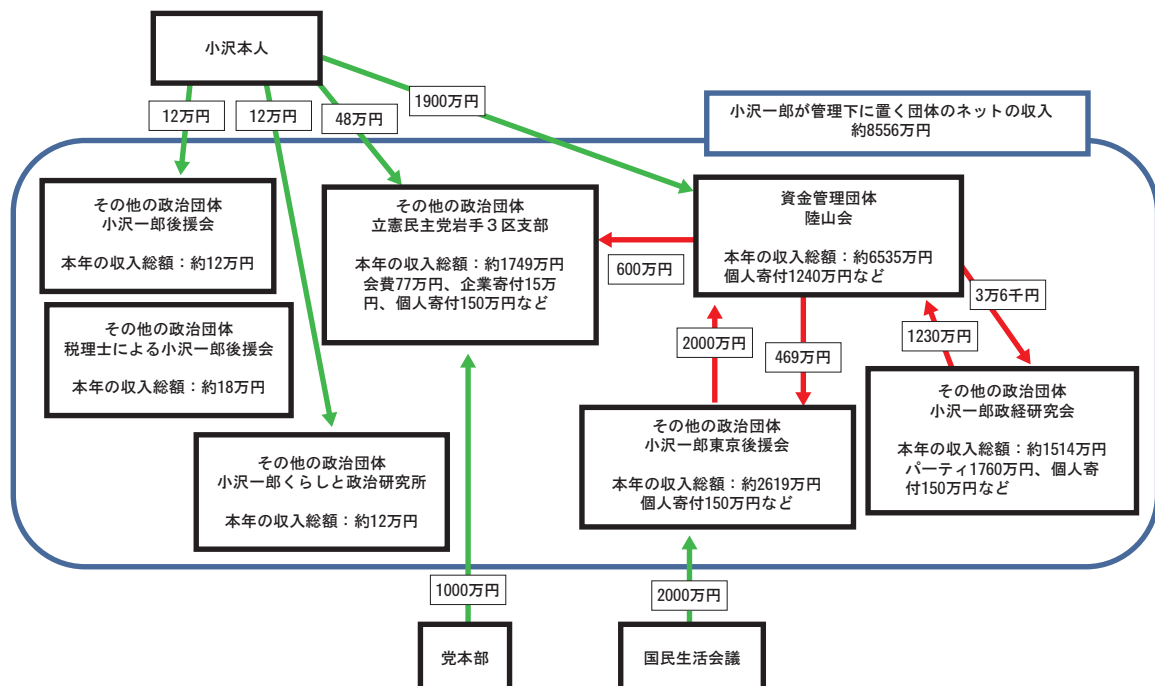 小沢本人
12万円
12万円
48万円
1900万円
小沢一郎が管理下に置く団体のネットの収入
約8556万円
その他の政治団体
小沢一郎後援会
本年の収入総額：約12万円
その他の政治団体
税理士による小沢一郎後援会
本年の収入総額：約18万円
その他の政治団体
小沢一郎くらしと政治研究所
本年の収入総額：約12万円
その他の政治団体
立憲民主党岩手３区支部
本年の収入総額：約1749万円
会費77万円、企業寄付15万
円、個人寄付150万円など
600万円
資金管理団体
陸山会
本年の収入総額：約6535万円
個人寄付1240万円など
2000万円
469万円
1230万円
3万6千円
その他の政治団体
小沢一郎東京後援会
本年の収入総額：約2619万円
個人寄付150万円など
その他の政治団体
小沢一郎政経研究会
本年の収入総額：約1514万円
パーティ1760万円、個人寄
付150万円など
1000万円
2000万円
党本部
国民生活会議